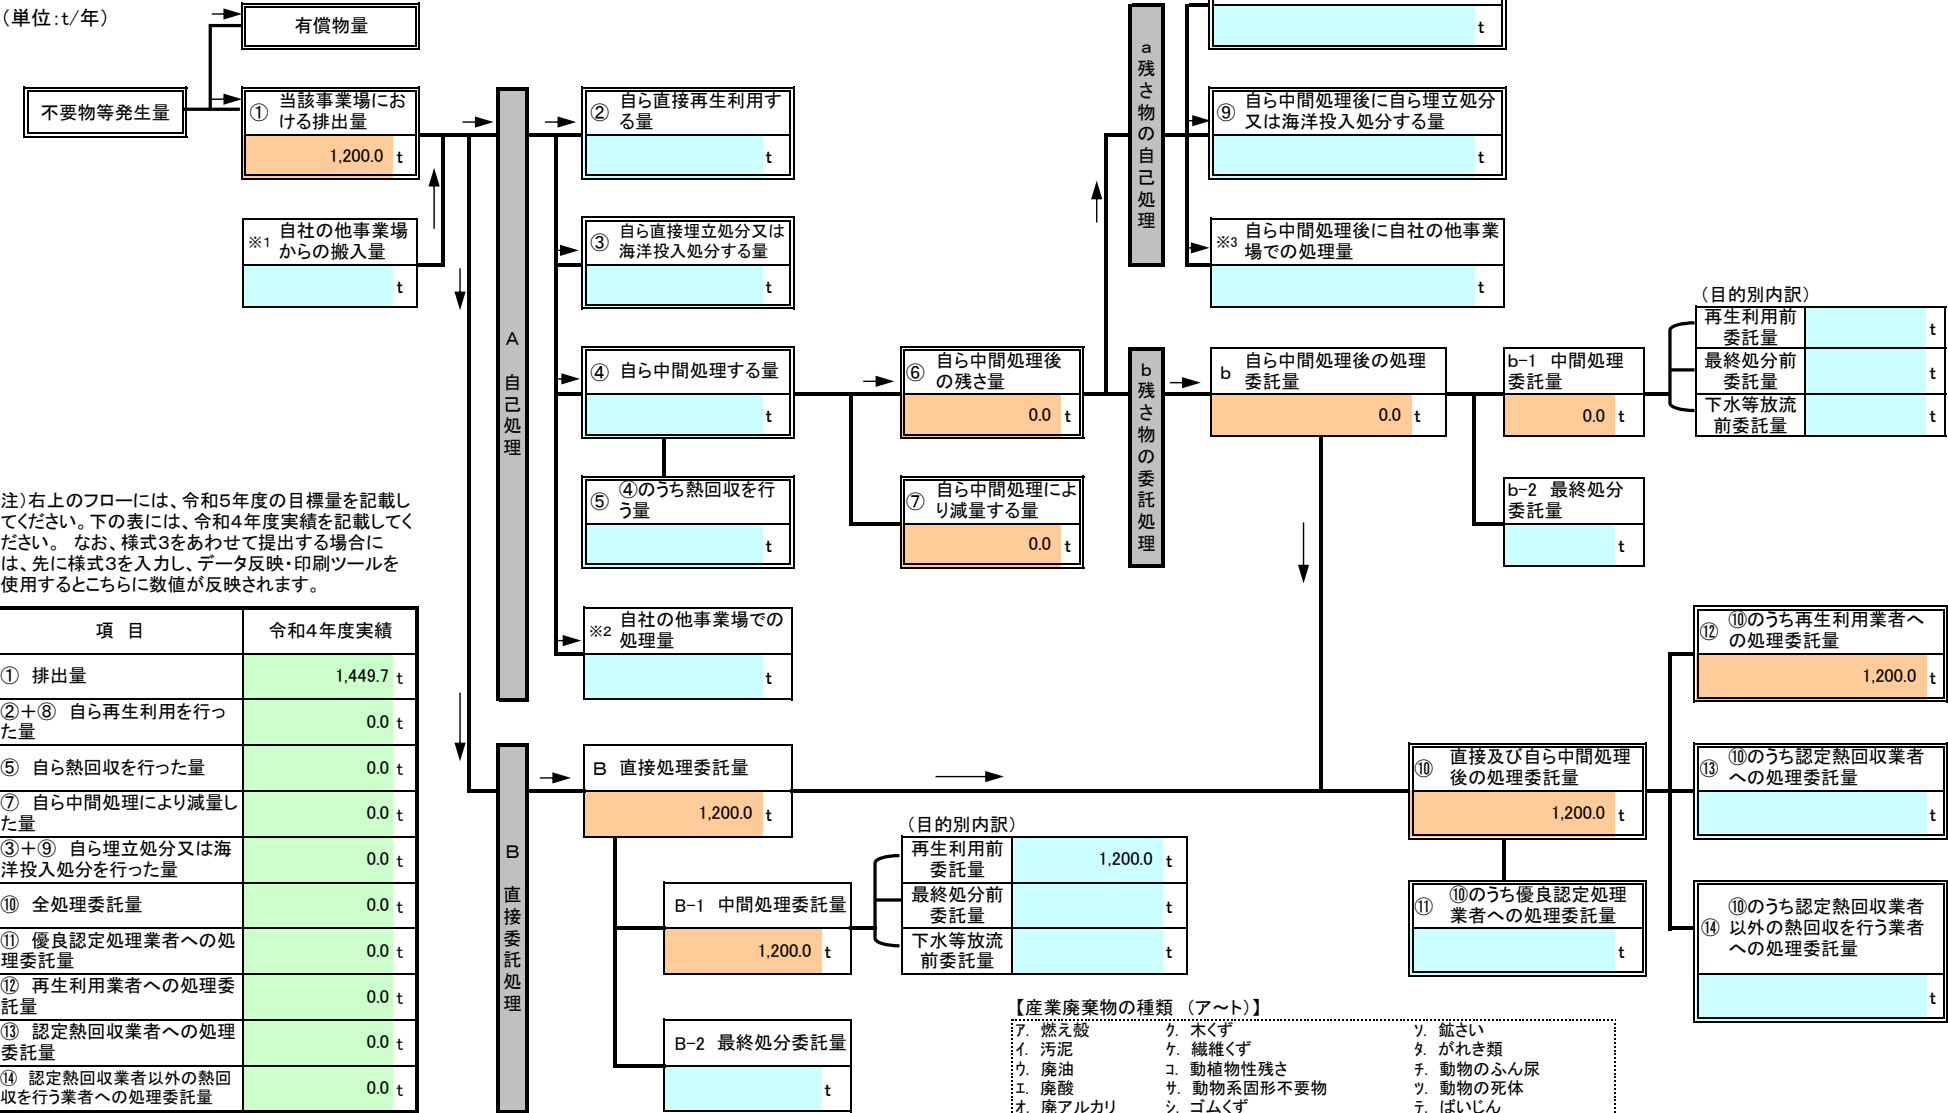 (単位:t/年)
有償物量
不要物等発生量
① 当該事業場にお
ける排出量
1,200.0 t
※1 自社の他事業場
からの搬入量
t
A 自己処理
② 自ら直接再生利用す
る量
t
③ 自ら直接埋立処分又は
海洋投入処分する量
t
④ 自ら中間処理する量
t
⑤ ④のうち熱回収を行
う量
t
※2 自社の他事業場での
処理量
t
⑥ 自ら中間処理後
の残さ量
0.0 t
⑦ 自ら中間処理によ
り減量する量
0.0 t
a 残さ物の自己処理
t
⑨ 自ら中間処理後に自ら埋立処分
又は海洋投入処分する量
t
※3 自ら中間処理後に自社の他事業
場での処理量
t
b 残さ物の委託処理
b 自ら中間処理後の処理
委託量
0.0 t
b-1 中間処理
委託量
0.0 t
b-2 最終処分
委託量
t
(目的別内訳)
再生利用前
委託量
t
最終処分前
委託量
t
下水等放流
前委託量
t
注)右上のフローには、令和5年度の目標量を記載し
てください。下の表には、令和4年度実績を記載してく
ださい。 なお、様式3をあわせて提出する場合に
は、先に様式3を入力し、データ反映・印刷ツールを
使用するとこちらに数値が反映されます。
項 目 令和4年度実績
① 排出量 1,449.7 t
②+⑧ 自ら再生利用を行っ
た量 0.0 t
⑤ 自ら熱回収を行った量 0.0 t
⑦ 自ら中間処理により減量し
た量 0.0 t
③+⑨ 自ら埋立処分又は海
洋投入処分を行った量 0.0 t
⑩ 全処理委託量 0.0 t
⑪ 優良認定処理業者への処
理委託量 0.0 t
⑫ 再生利用業者への処理委
託量 0.0 t
⑬ 認定熱回収業者への処理
委託量 0.0 t
⑭ 認定熱回収業者以外の熱回
収を行う業者への処理委託量 0.0 t
B 直接委託処理
B 直接処理委託量
1,200.0 t
B-1 中間処理委託量
1,200.0 t
B-2 最終処分委託量
t
(目的別内訳)
再生利用前
委託量
1,200.0 t
最終処分前
委託量
t
下水等放流
前委託量
t
⑩ 直接及び自ら中間処理
後の処理委託量
1,200.0 t
⑪ ⑩のうち優良認定処理
業者への処理委託量
t
⑫ ⑩のうち再生利用業者へ
の処理委託量
1,200.0 t
⑬ ⑩のうち認定熱回収業者
への処理委託量
t
⑭ ⑩のうち認定熱回収業者
以外の熱回収を行う業者
への処理委託量
t
【産業廃棄物の種類 (ア~ト)】
ア. 燃え殻 ク. 木くず ソ. 鉱さい
イ. 汚泥 ケ. 繊維くず タ. がれき類
ウ. 廃油 コ. 動植物性残さ チ. 動物のふん尿
エ. 廃酸 サ. 動物系固形不要物 ツ. 動物の死体
オ. 廃アルカリ シ. ゴムくず テ. ばいじん